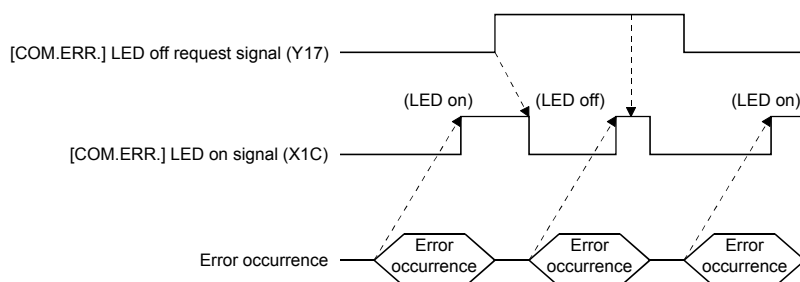 [COM.ERR.] LED off request signal (Y17)
(LED on) (LED off) (LED on)
[COM.ERR.] LED on signal (X1C)
Error occurrence
Error
occurrence
Error
occurrence
Error
occurrence